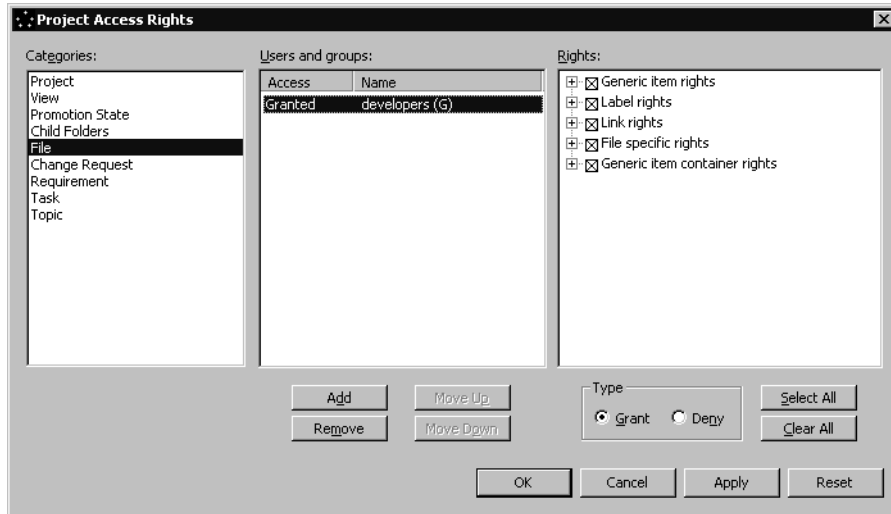 Project Access Rights
Categories:
Users and groups:
Rights:
Project
View
Promotion State
Child Folders
File
Change Request
Requirement
Task
Topic
Access Name
Granted developers (G)
Generic item rights
Label rights
Link rights
File specific rights
Generic item container rights
Add
Remove
Move Up
Move Down
Type
Grant Deny
Select All
Clear All
OK Cancel Apply Reset